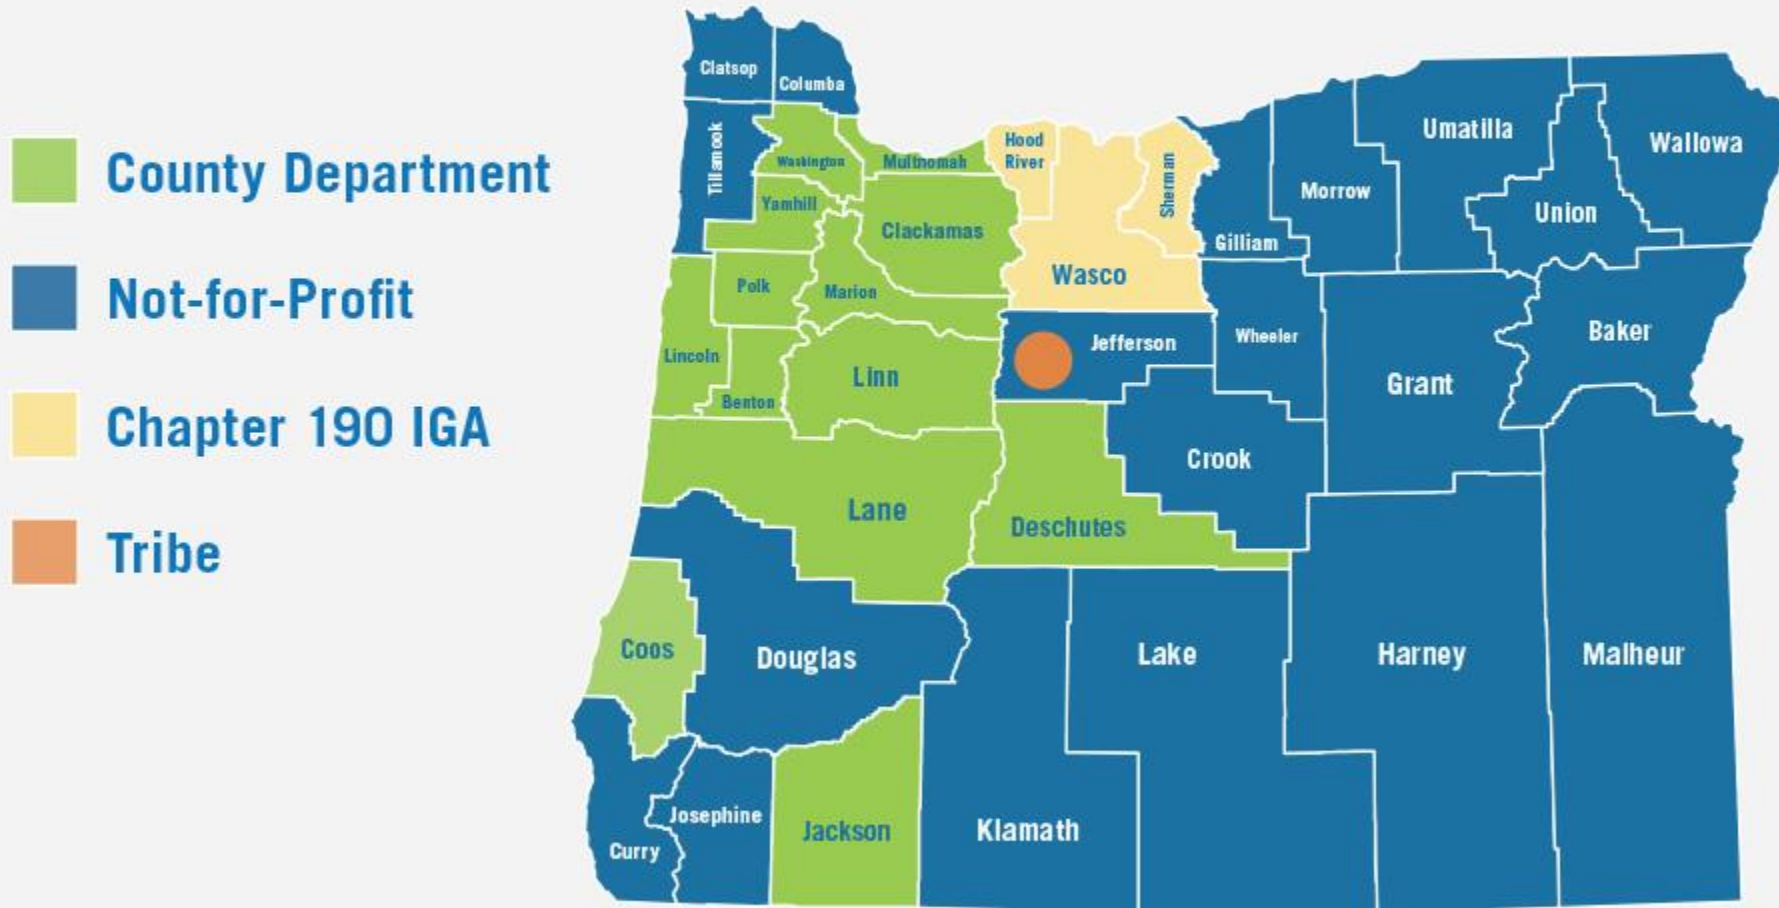 County Department
Not-for-Profit
Chapter 190 IGA
Tribe
Clatsop
Columba
Tillamook
Washington
Multnomah
Hood
River
Sherman
Gilliam
Morrow
Umatilla
Union
Wallowa
Yamhill
Clackamas
Wasco
Polk
Marion
Lincoln
Benton
Linn
Jefferson
Wheeler
Grant
Baker
Crook
Lane
Deschutes
Coos
Douglas
Lake
Harney
Malheur
Curry
Josephine
Jackson
Klamath